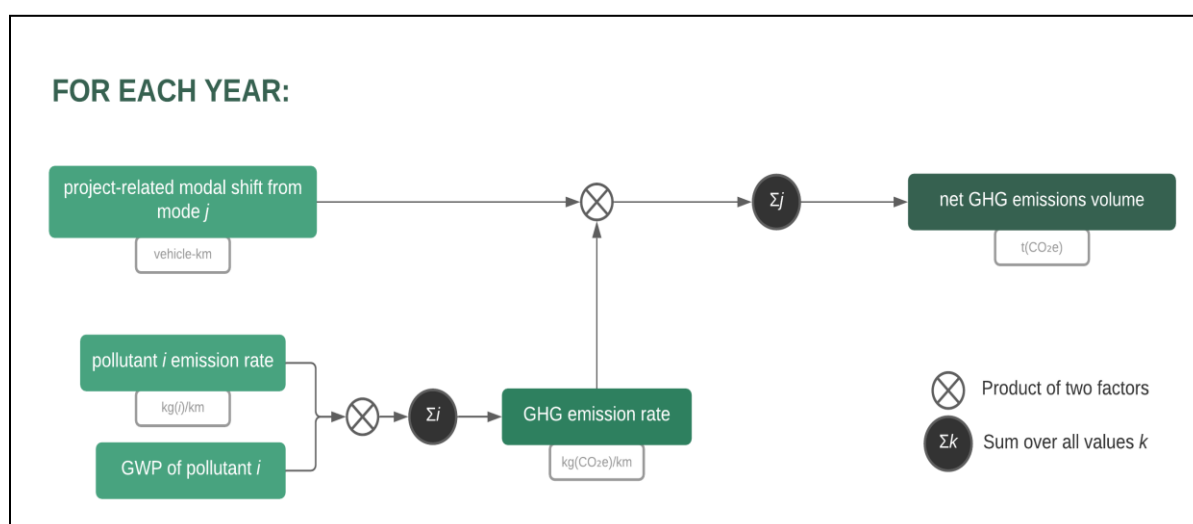 FOR EACH YEAR:
project-related modal shift from
mode j
vehicle-km
Σj
net GHG emissions volume
t(CO₂e)
pollutant i emission rate
kg(i)/km
GWP of pollutant i
Σi
GHG emission rate
kg(CO₂e)/km
Product of two factors
Σk
Sum over all values k